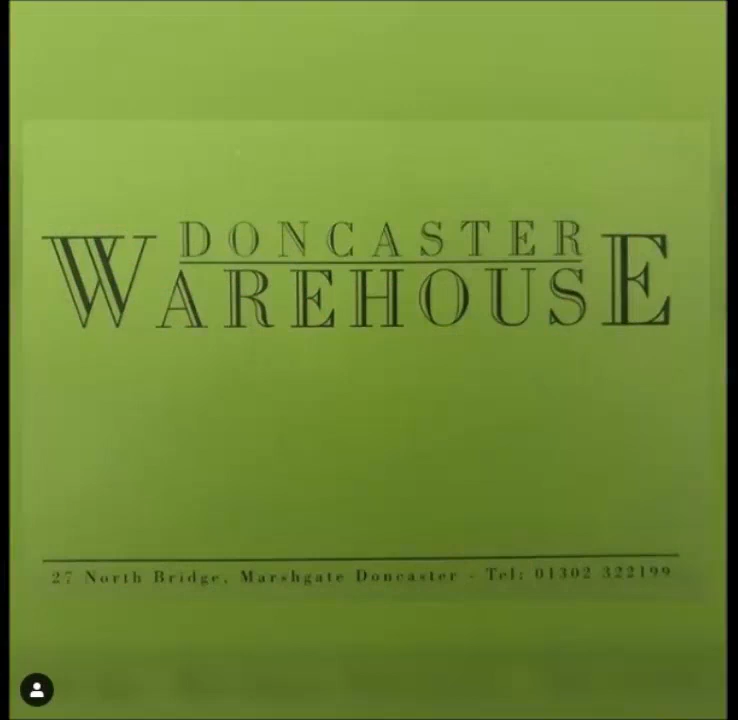 DONCASTER
WAREHOUSE
27 North Bridge, Marshgate Doncaster - Tel: 01302 322199